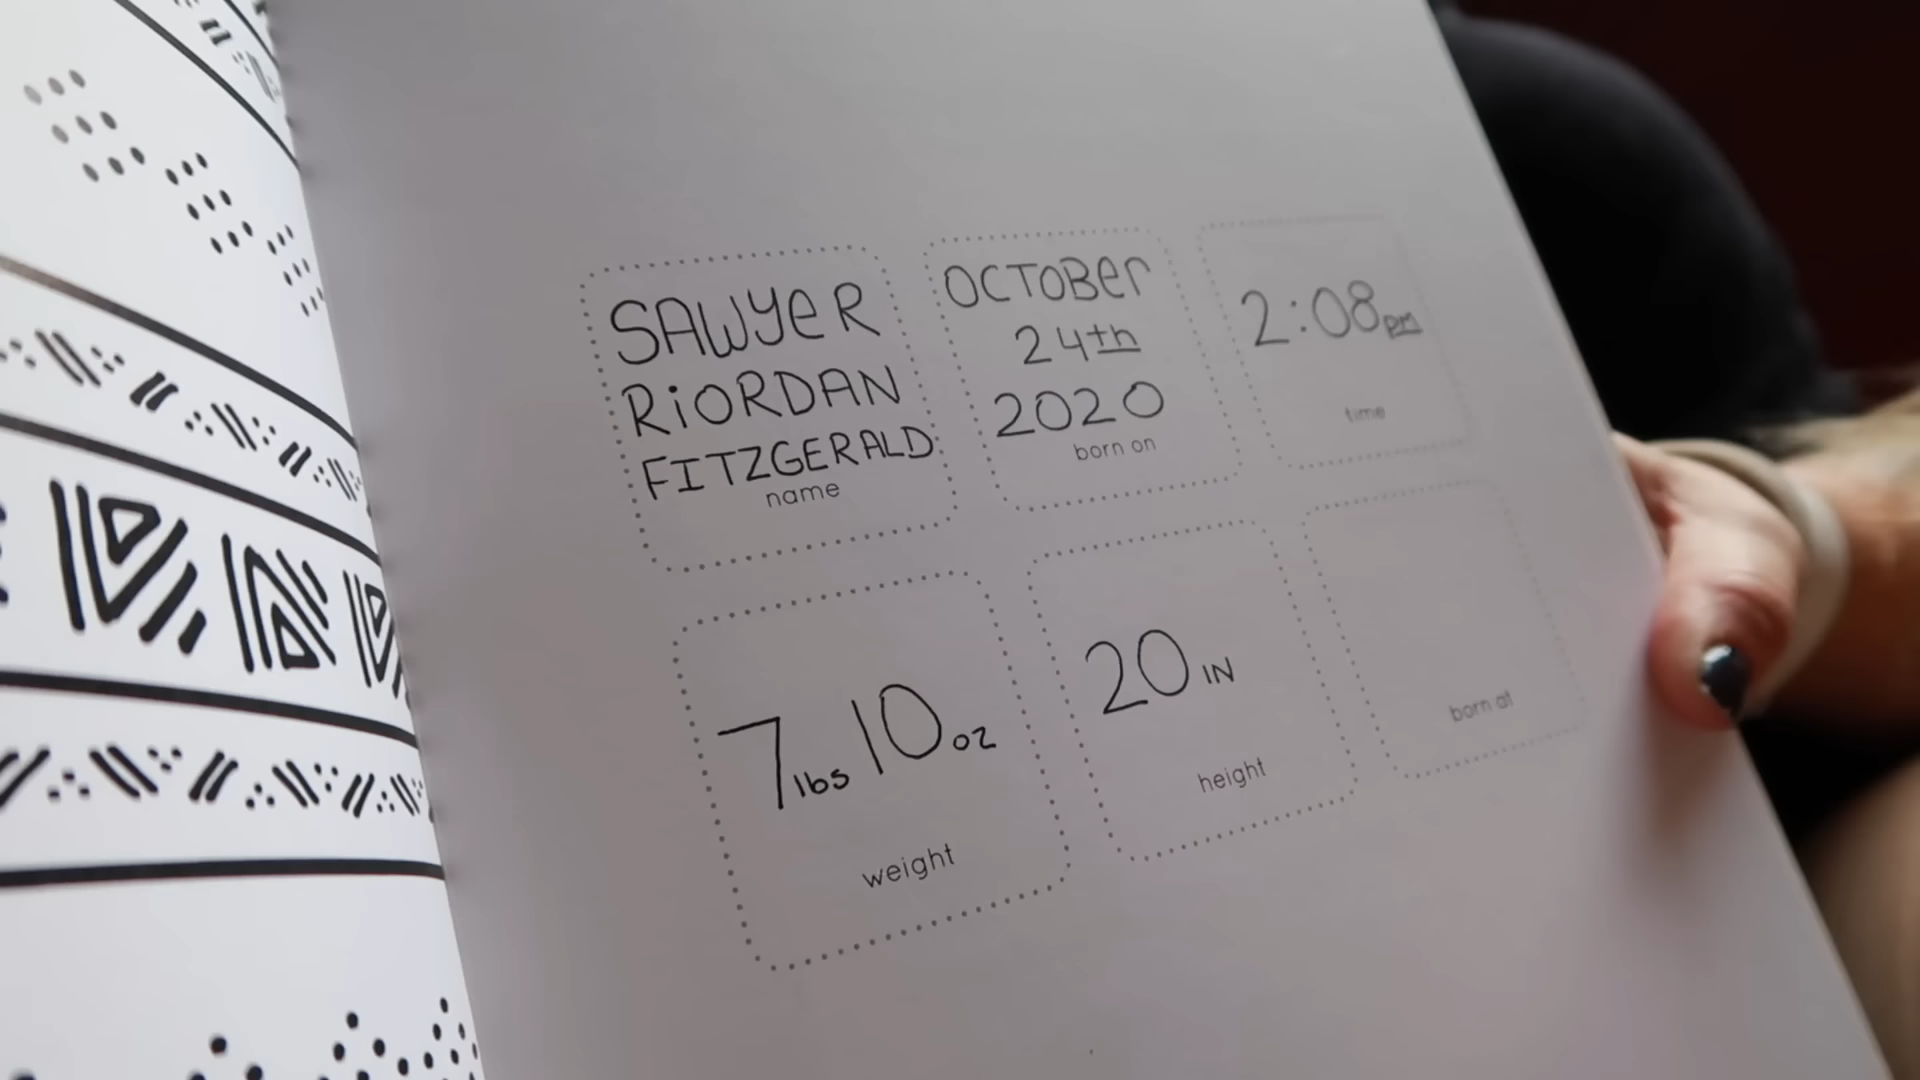 SAWYeR
RiORDAN
FITZGERALD
name
OCTOBer
24th
2020
born on
2:08pm
time
7lbs 10oz
weight
20 IN
height
born at